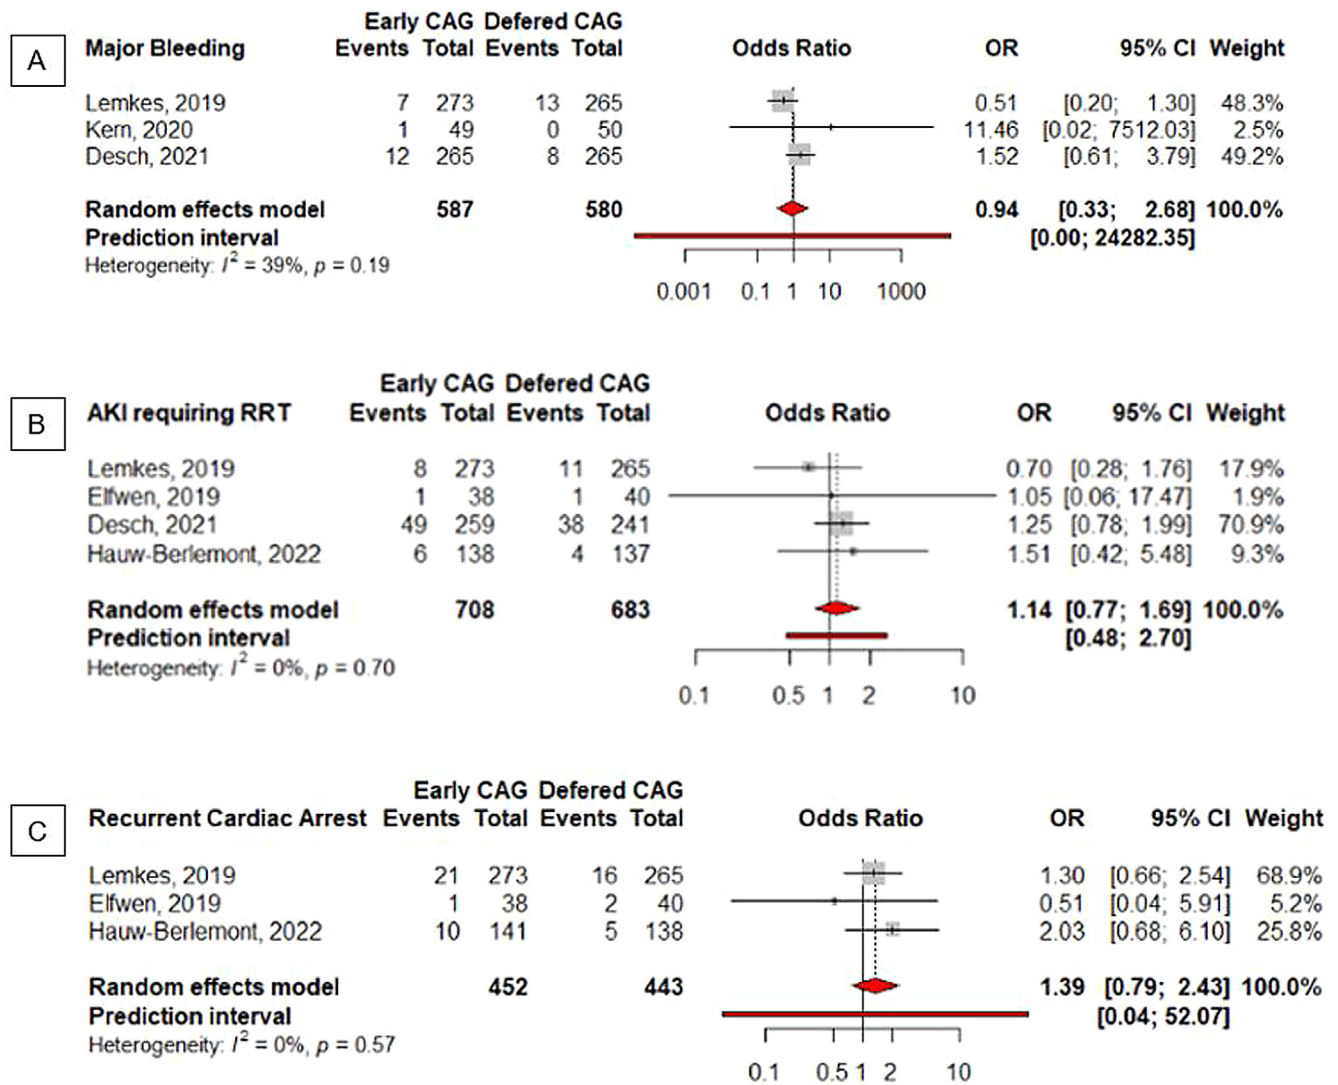 A
Early CAG Defered CAG
Major Bleeding Events Total Events Total Odds Ratio OR 95% CI Weight
Lemkes, 2019 7 273 13 265 0.51 [0.20; 1.30] 48.3%
Kern, 2020 1 49 0 50 11.46 [0.02; 7512.03] 2.5%
Desch, 2021 12 265 8 265 1.52 [0.61; 3.79] 49.2%
Random effects model 587 580 0.94 [0.33; 2.68] 100.0%
Prediction interval [0.00; 24282.35]
Heterogeneity: I² = 39%, p = 0.19
0.001 0.1 1 10 1000
B
Early CAG Defered CAG
AKI requiring RRT Events Total Events Total Odds Ratio OR 95% CI Weight
Lemkes, 2019 8 273 11 265 0.70 [0.28; 1.76] 17.9%
Elfwen, 2019 1 38 1 40 1.05 [0.06; 17.47] 1.9%
Desch, 2021 49 259 38 241 1.25 [0.78; 1.99] 70.9%
Hauw-Berlemont, 2022 6 138 4 137 1.51 [0.42; 5.48] 9.3%
Random effects model 708 683 1.14 [0.77; 1.69] 100.0%
Prediction interval [0.48; 2.70]
Heterogeneity: I² = 0%, p = 0.70
0.1 0.5 1 2 10
C
Early CAG Defered CAG
Recurrent Cardiac Arrest Events Total Events Total Odds Ratio OR 95% CI Weight
Lemkes, 2019 21 273 16 265 1.30 [0.66; 2.54] 68.9%
Elfwen, 2019 1 38 2 40 0.51 [0.04; 5.91] 5.2%
Hauw-Berlemont, 2022 10 141 5 138 2.03 [0.68; 6.10] 25.8%
Random effects model 452 443 1.39 [0.79; 2.43] 100.0%
Prediction interval [0.04; 52.07]
Heterogeneity: I² = 0%, p = 0.57
0.1 0.5 1 2 10